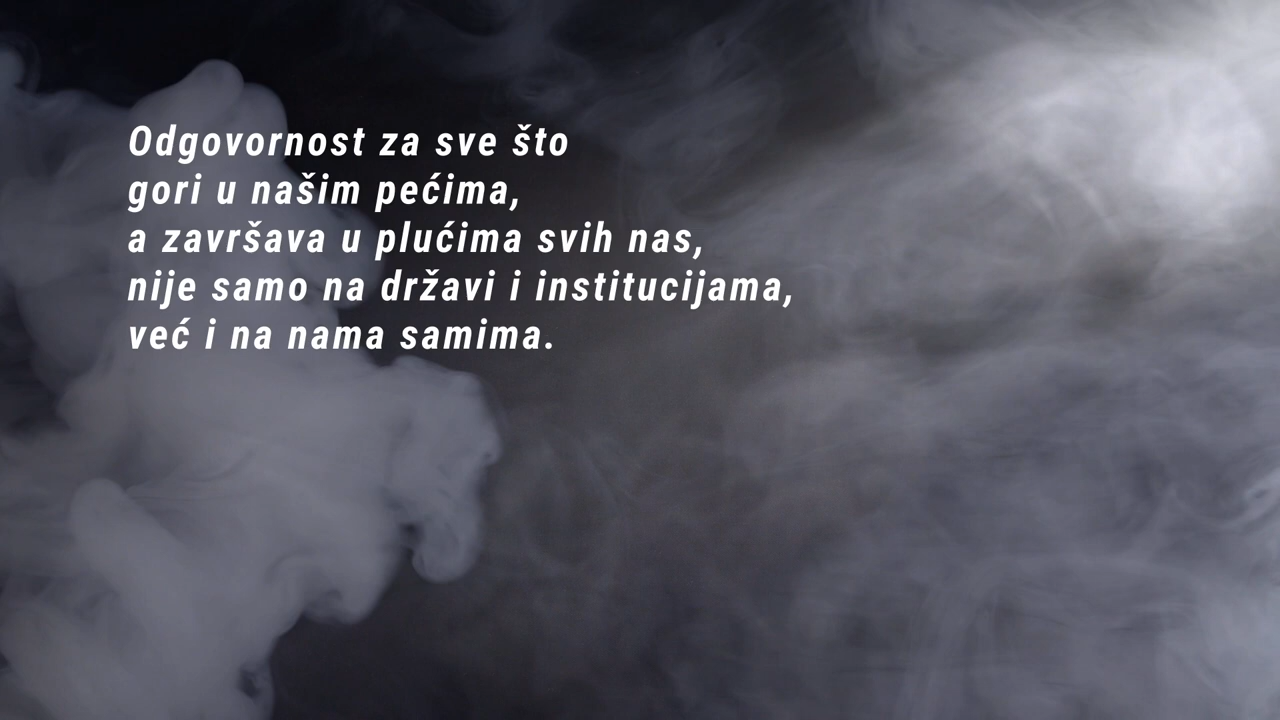 Odgovornost za sve što
gori u našim pećima,
a završava u plućima svih nas,
nije samo na državi i institucijama,
već i na nama samima.